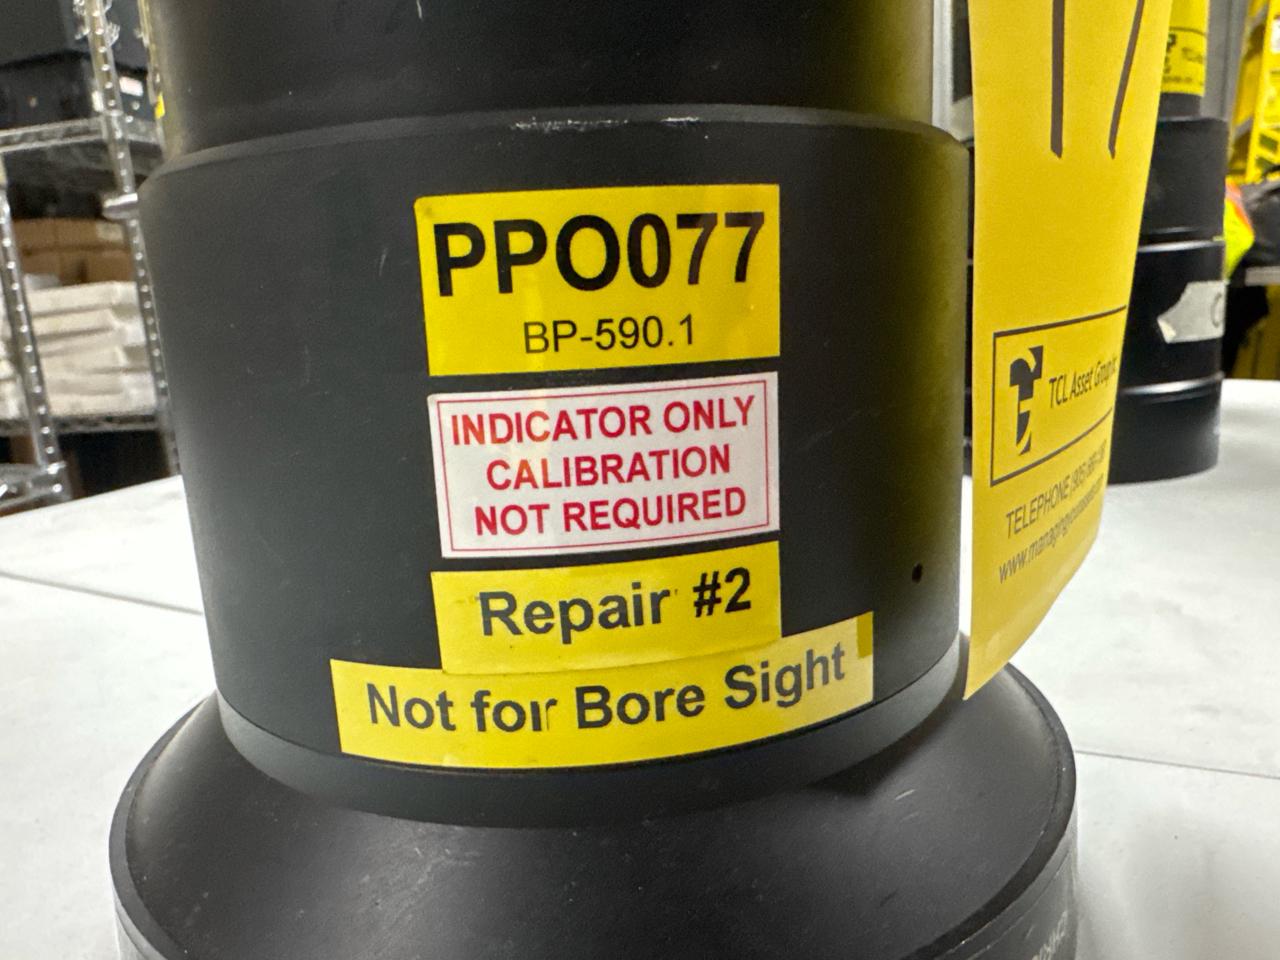 PPO077
BP-590.1
INDICATOR ONLY
CALIBRATION
NOT REQUIRED
Repair #2
Not for Bore Sight
TCL Asset Group
TELEPHONE (905)